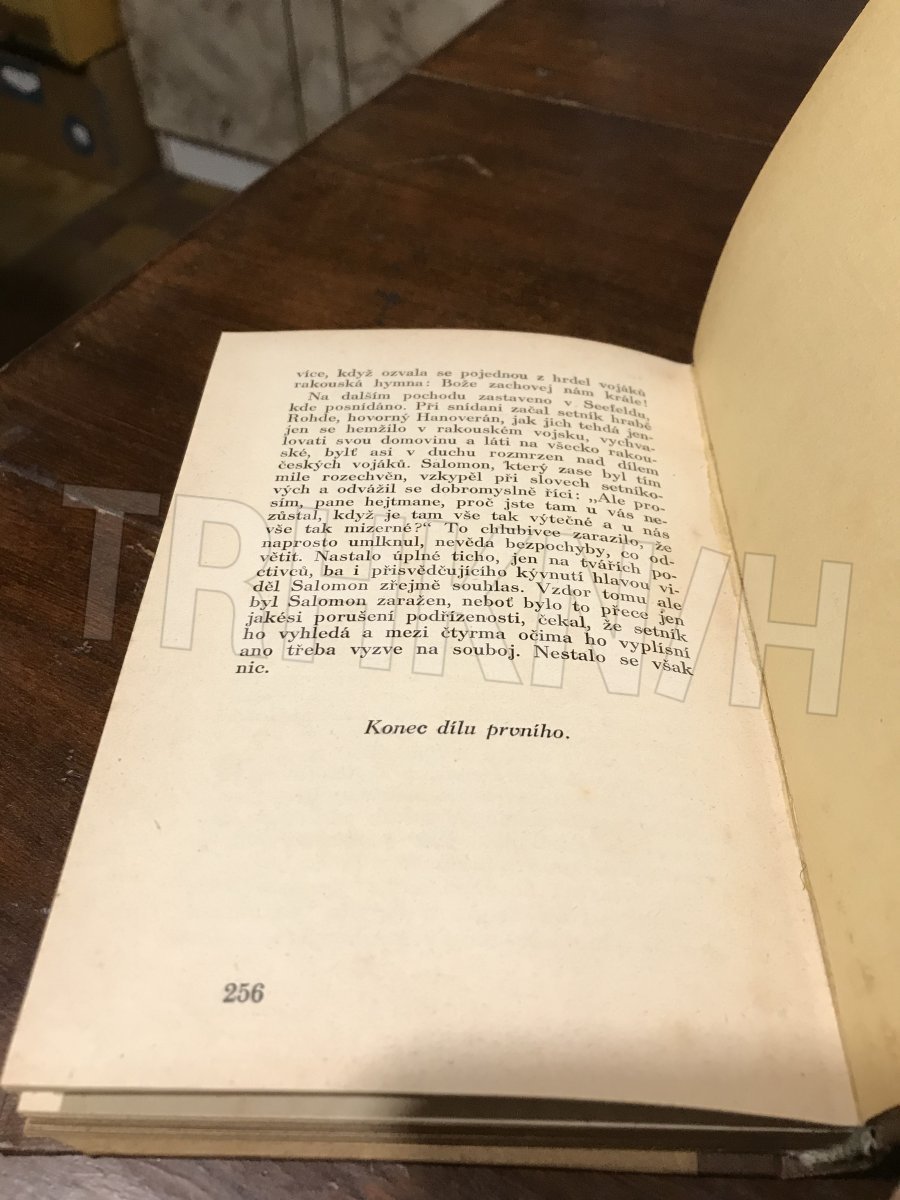 více, když ozvala se pojednou z hrdel vojáků
rakouská hymna: Bože zachovej nám krále!
Na dalším pochodu zastaveno v Seefeldu,
kde posnídáno. Při snídani začal setník hrabě
Rohde, hovorný Hanoverán, jak jich tehdá jen-
jen se hemžilo v rakouském vojsku, vychva-
lovati svou domovinu a láti na všecko rakou-
ské, bylť asi v duchu rozmrzen nad dílem
českých vojáků. Salomon, který zase byl tím
mile rozechvěn, vzkypěl při slovech setníko-
vých a odvážil se dobromyslně říci: „Ale pro-
sím, pane hejtmane, proč jste tam u vás ne-
zůstal, když je tam vše tak výtečné a u nás
vše tak mizerné?“ To chlubivce zarazilo, že
naprosto umlknul, nevěda bezpochyby, co od-
větit. Nastalo úplné ticho, jen na tvářích po-
ctivců, ba i přisvědčujícího kývnutí hlavou vi-
děl Salomon zřejmě souhlas. Vzdor tomu ale
byl Salomon zaražen, neboť bylo to přece jen
jakési porušení podřízenosti, čekal, že setník
ho vyhledá a mezi čtyrma očima ho vyplísní
ano třeba vyzve na souboj. Nestalo se však
nic.
Konec dílu prvního.
256
TRHKNIH